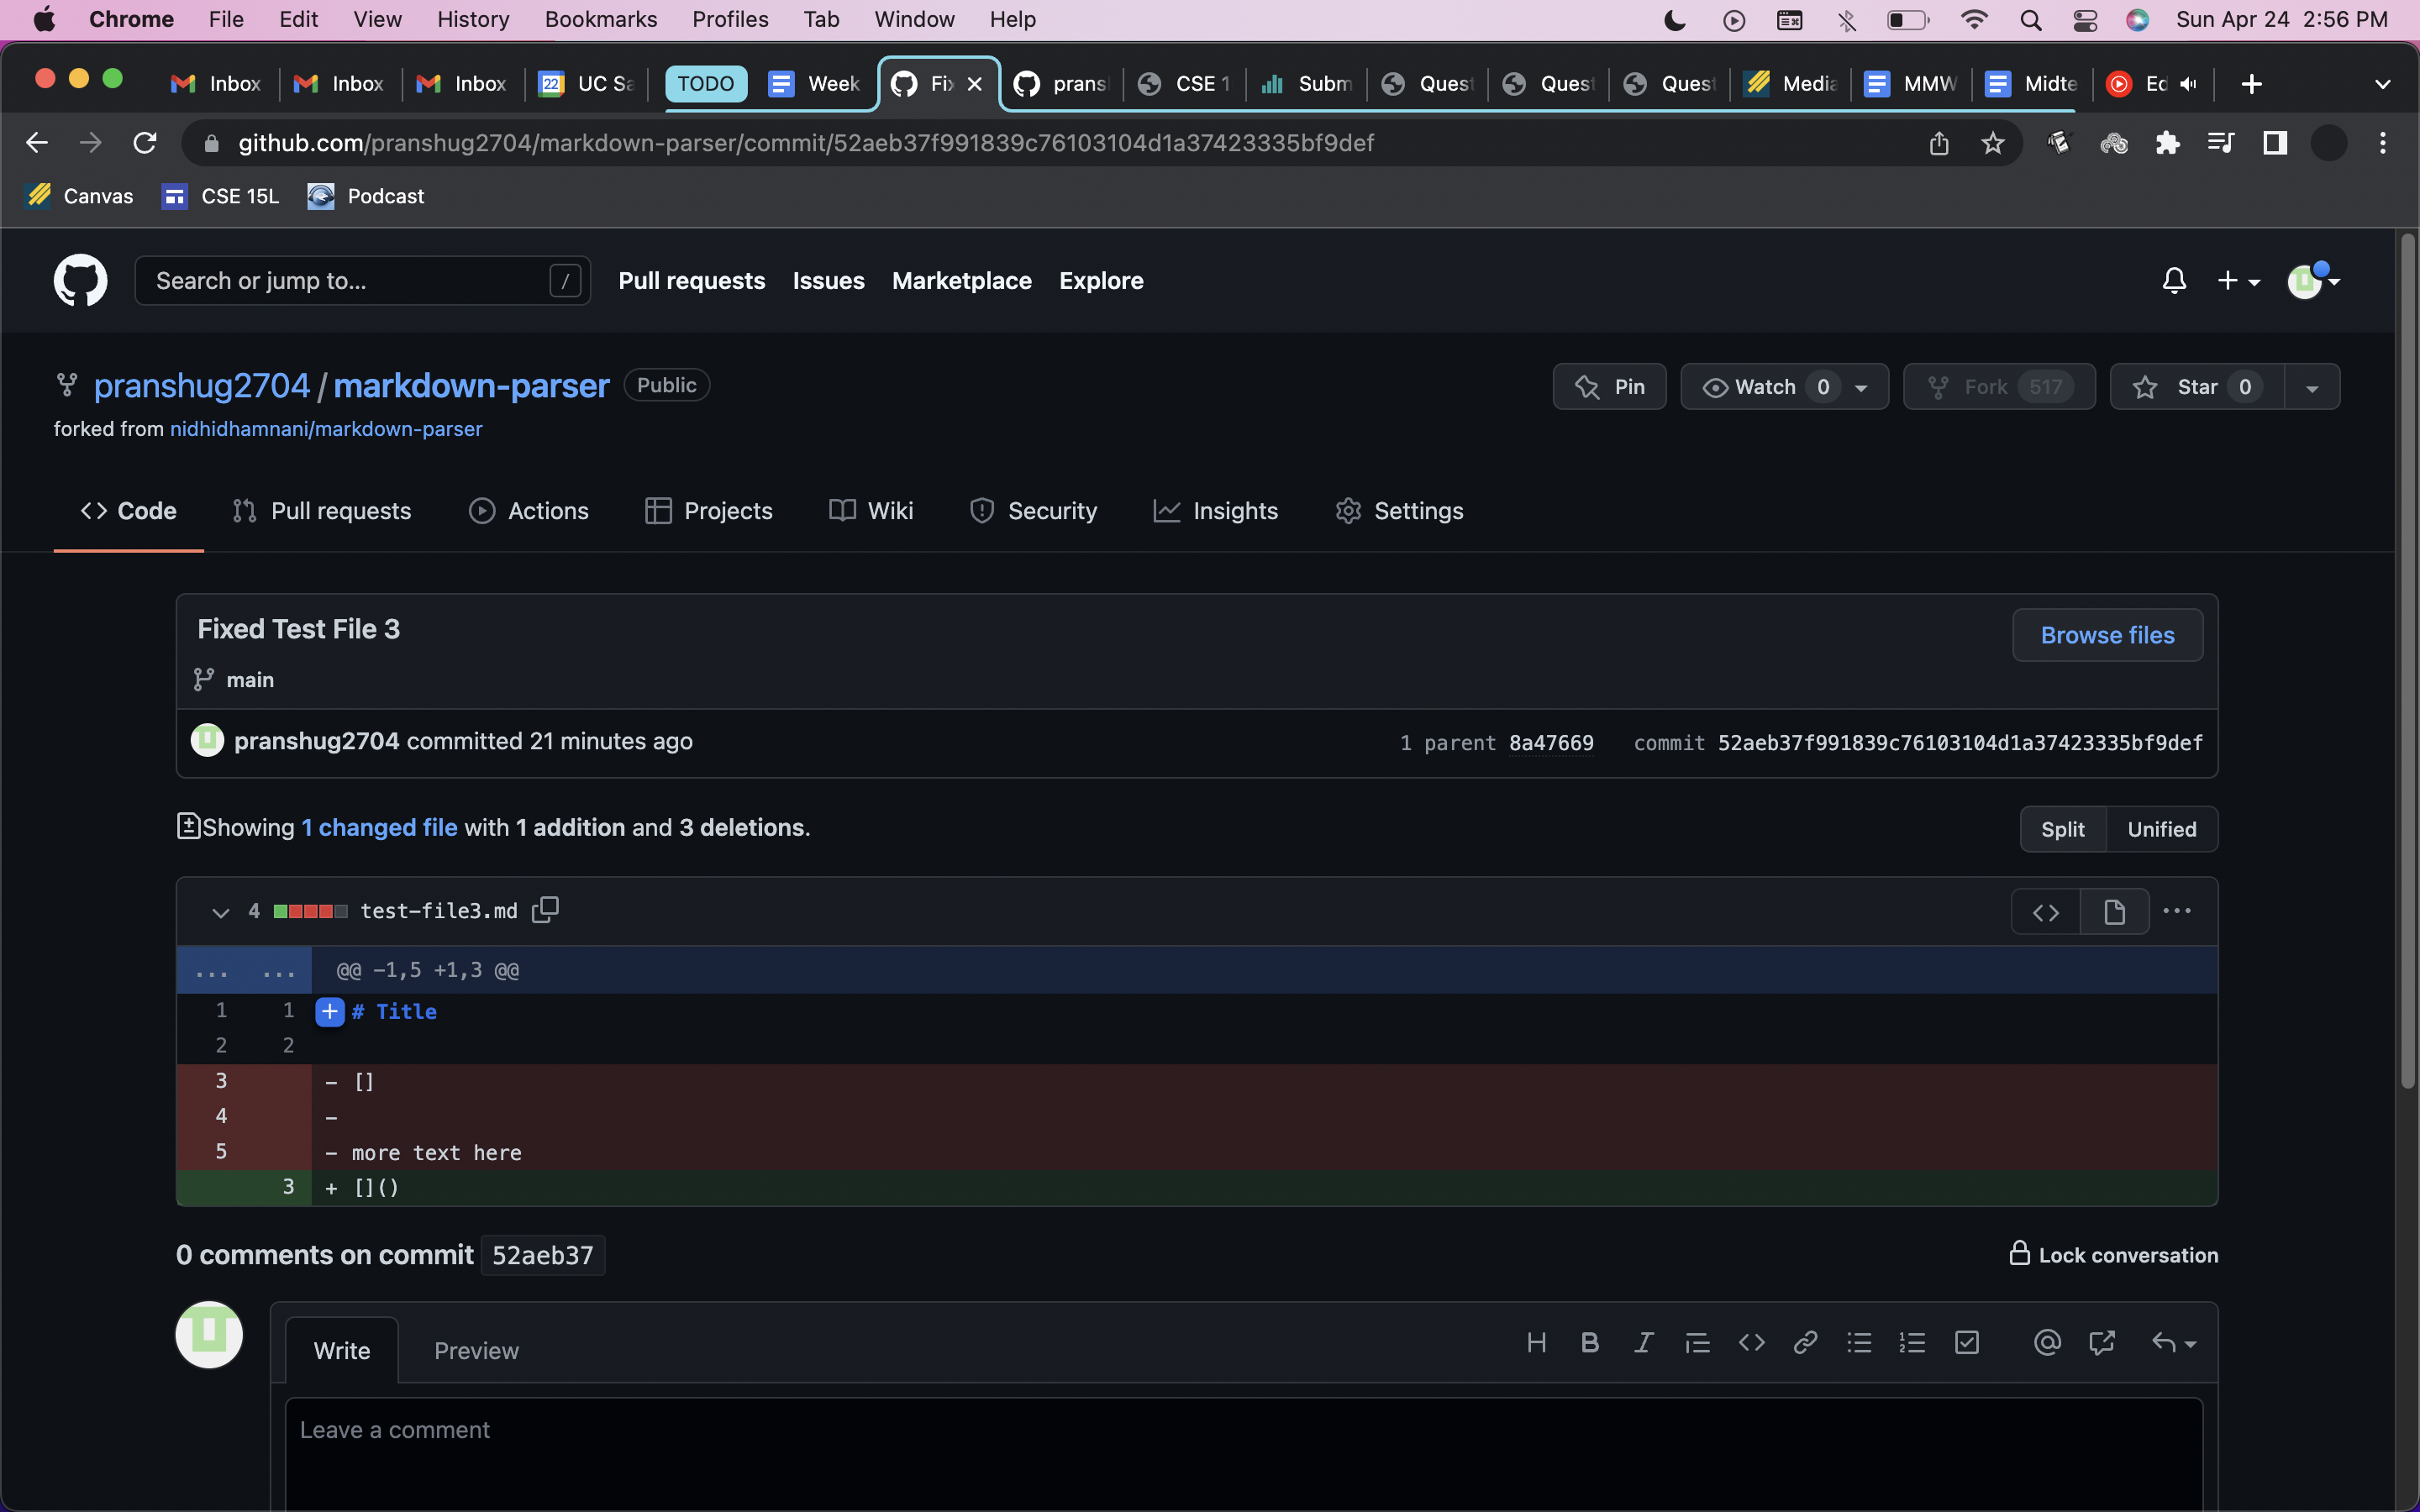 Chrome File Edit View History Bookmarks Profiles Tab Window Help Sun Apr 24 2:56 PM
Inbox Inbox Inbox 22 UC Sa TODO Week Fix prans CSE 1 Subm Quest Quest Quest Media MMW Midte Ed
github.com/pranshug2704/markdown-parser/commit/52aeb37f991839c76103104d1a37423335bf9def
Canvas CSE 15L Podcast
Search or jump to... / Pull requests Issues Marketplace Explore
pranshug2704 / markdown-parser Public Pin Watch 0 Fork 517 Star 0
forked from nidhidhamnani/markdown-parser
Code Pull requests Actions Projects Wiki Security Insights Settings
Fixed Test File 3 Browse files
main
pranshug2704 committed 21 minutes ago 1 parent 8a47669 commit 52aeb37f991839c76103104d1a37423335bf9def
Showing 1 changed file with 1 addition and 3 deletions. Split Unified
4 test-file3.md
... ... @@ -1,5 +1,3 @@
1 1 # Title
2 2
3 - []
4 -
5 - more text here
3 + []()
0 comments on commit 52aeb37 Lock conversation
Write Preview
Leave a comment